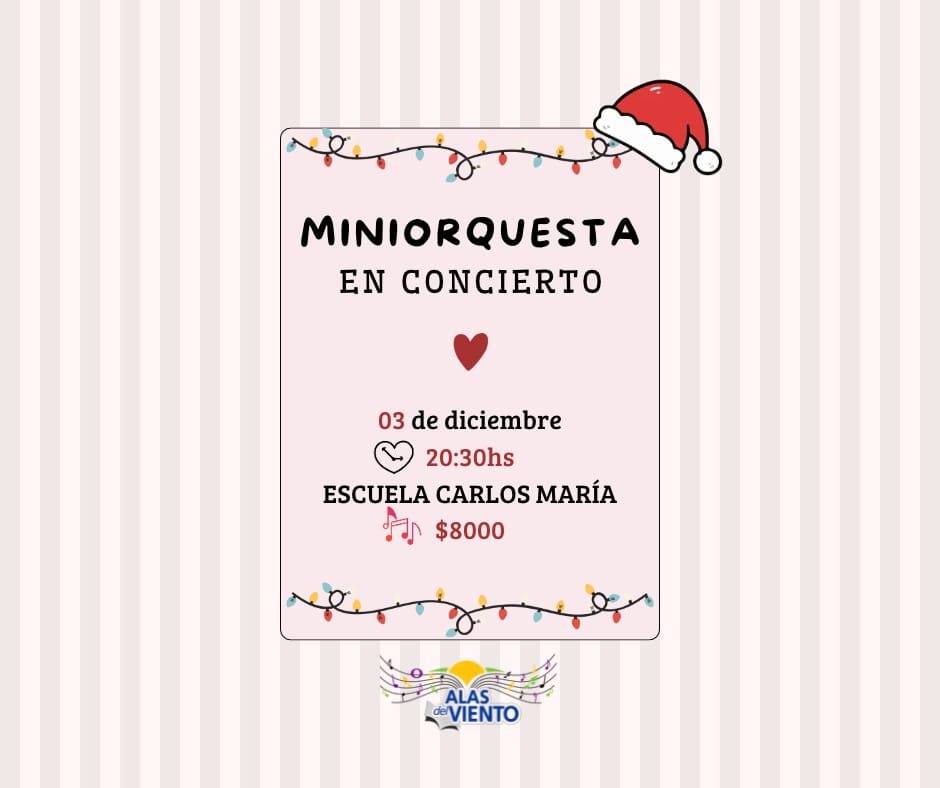 MINIORQUESTA
EN CONCIERTO
03 de diciembre
20:30hs
ESCUELA CARLOS MARÍA
$8000
ALAS
del VIENTO